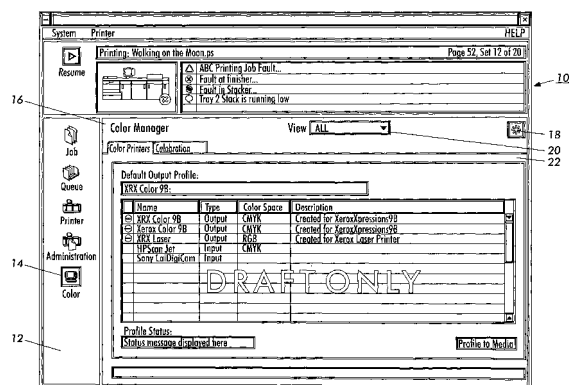 System Printer HELP
Resume
Printing: Walking on the Moon.ps Page 52, Set 12 of 20
ABC Printing Job Fault...
Fault at finisher...
Fault in Stacker...
Tray 2 Stack is running low
10
16
Color Manager View ALL
18
20
22
Color Printers Celabration
Job
Queue
Printer
Administration
14
Color
12
Default Output Profile:
XRX Color 9B:
Name Type Color Space Description
XRX Color 9B Output CMYK Created for XeroxXpressions9B
Xerox Color 9B Output CMYK Created for XeroxXpressions9B
XRX Laser Output RGB Created for Xerox Laser Printer
HPScan Jet Input CMYK
Sony CalDigiCam Input
DRAFT ONLY
Profile Status:
Status message displayed here
Profile to Media